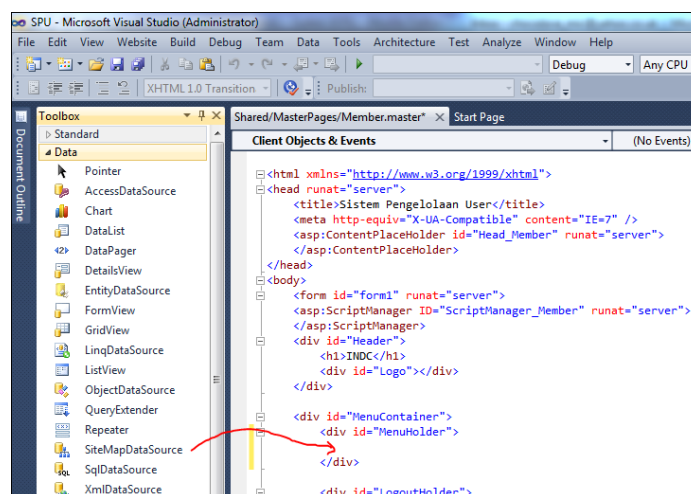 SPU - Microsoft Visual Studio (Administrator)
File Edit View Website Build Debug Team Data Tools Architecture Test Analyze Window Help
Debug Any CPU
XHTML 1.0 Transition Publish:
Document Outline
Toolbox
Standard
Data
Pointer
AccessDataSource
Chart
DataList
DataPager
DetailsView
EntityDataSource
FormView
GridView
LinqDataSource
ListView
ObjectDataSource
QueryExtender
Repeater
SiteMapDataSource
SqlDataSource
XmlDataSource
Shared/MasterPages/Member.master* Start Page
Client Objects & Events (No Events)
<html xmlns="http://www.w3.org/1999/xhtml">
<head runat="server">
<title>Sistem Pengelolaan User</title>
<meta http-equiv="X-UA-Compatible" content="IE=7" />
<asp:ContentPlaceHolder id="Head_Member" runat="server">
</asp:ContentPlaceHolder>
</head>
<body>
<form id="form1" runat="server">
<asp:ScriptManager ID="ScriptManager_Member" runat="server">
</asp:ScriptManager>
<div id="Header">
<h1>INDC</h1>
<div id="Logo"></div>
</div>
<div id="MenuContainer">
<div id="MenuHolder">
</div>
<div id="LogoutHolder">